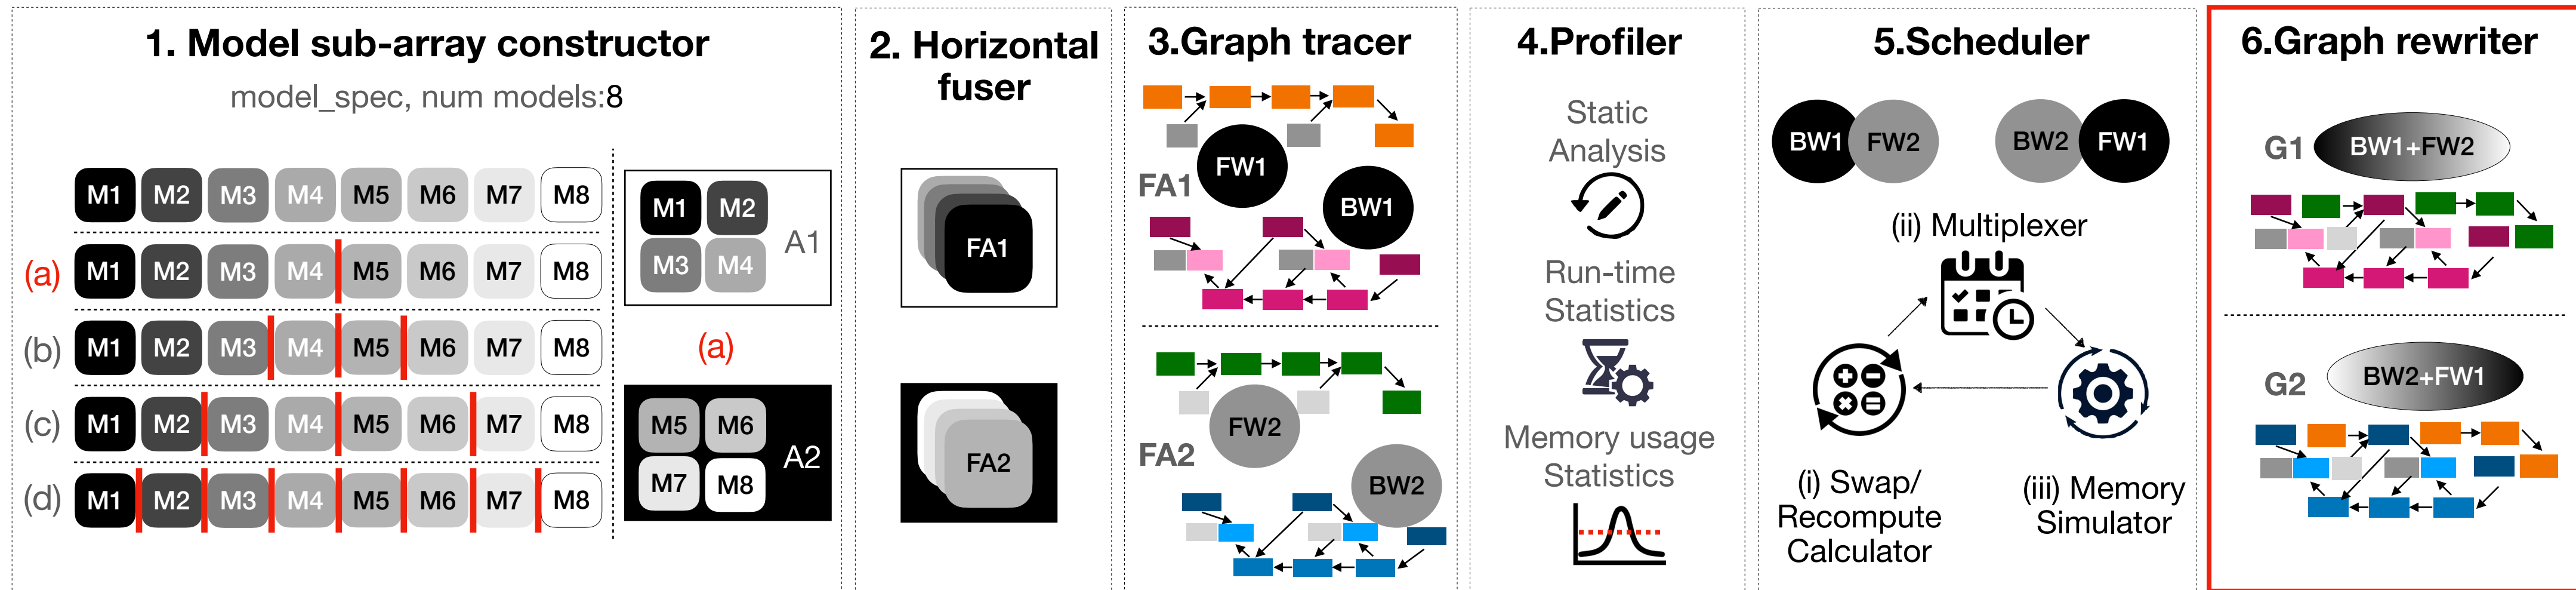 1. Model sub-array constructor
model_spec, num models:8
M1 M2 M3 M4 M5 M6 M7 M8
(a) M1 M2 M3 M4 M5 M6 M7 M8
(b) M1 M2 M3 M4 M5 M6 M7 M8
(c) M1 M2 M3 M4 M5 M6 M7 M8
(d) M1 M2 M3 M4 M5 M6 M7 M8
M1 M2
A1
M3 M4
(a)
M5 M6
A2
M7 M8
2. Horizontal
fuser
FA1
FA2
3.Graph tracer
FW1
FA1
BW1
FW2
FA2
BW2
4.Profiler
Static
Analysis
Run-time
Statistics
Memory usage
Statistics
5.Scheduler
BW1 FW2 BW2 FW1
(ii) Multiplexer
(i) Swap/
Recompute
Calculator
(iii) Memory
Simulator
6.Graph rewriter
G1 BW1+FW2
G2 BW2+FW1